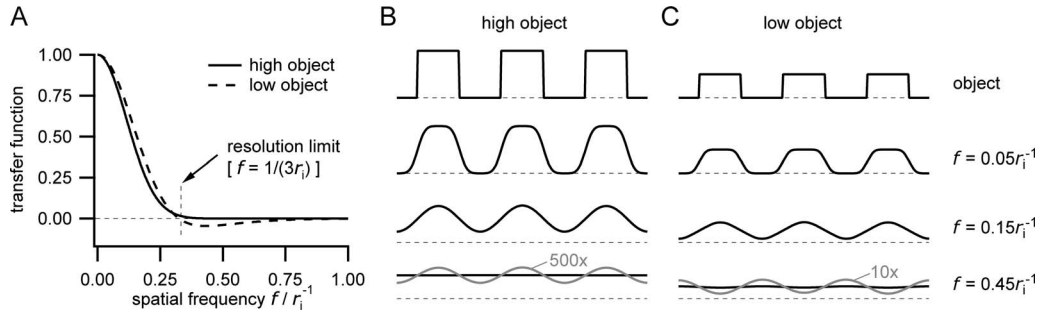 A
1.00
0.75
0.50
0.25
0.00
transfer function
high object
low object
resolution limit
[ f = 1/(3rᵢ) ]
0.00 0.25 0.50 0.75 1.00
spatial frequency f / rᵢ⁻¹
B
high object
500x
C
low object
10x
object
f = 0.05rᵢ⁻¹
f = 0.15rᵢ⁻¹
f = 0.45rᵢ⁻¹